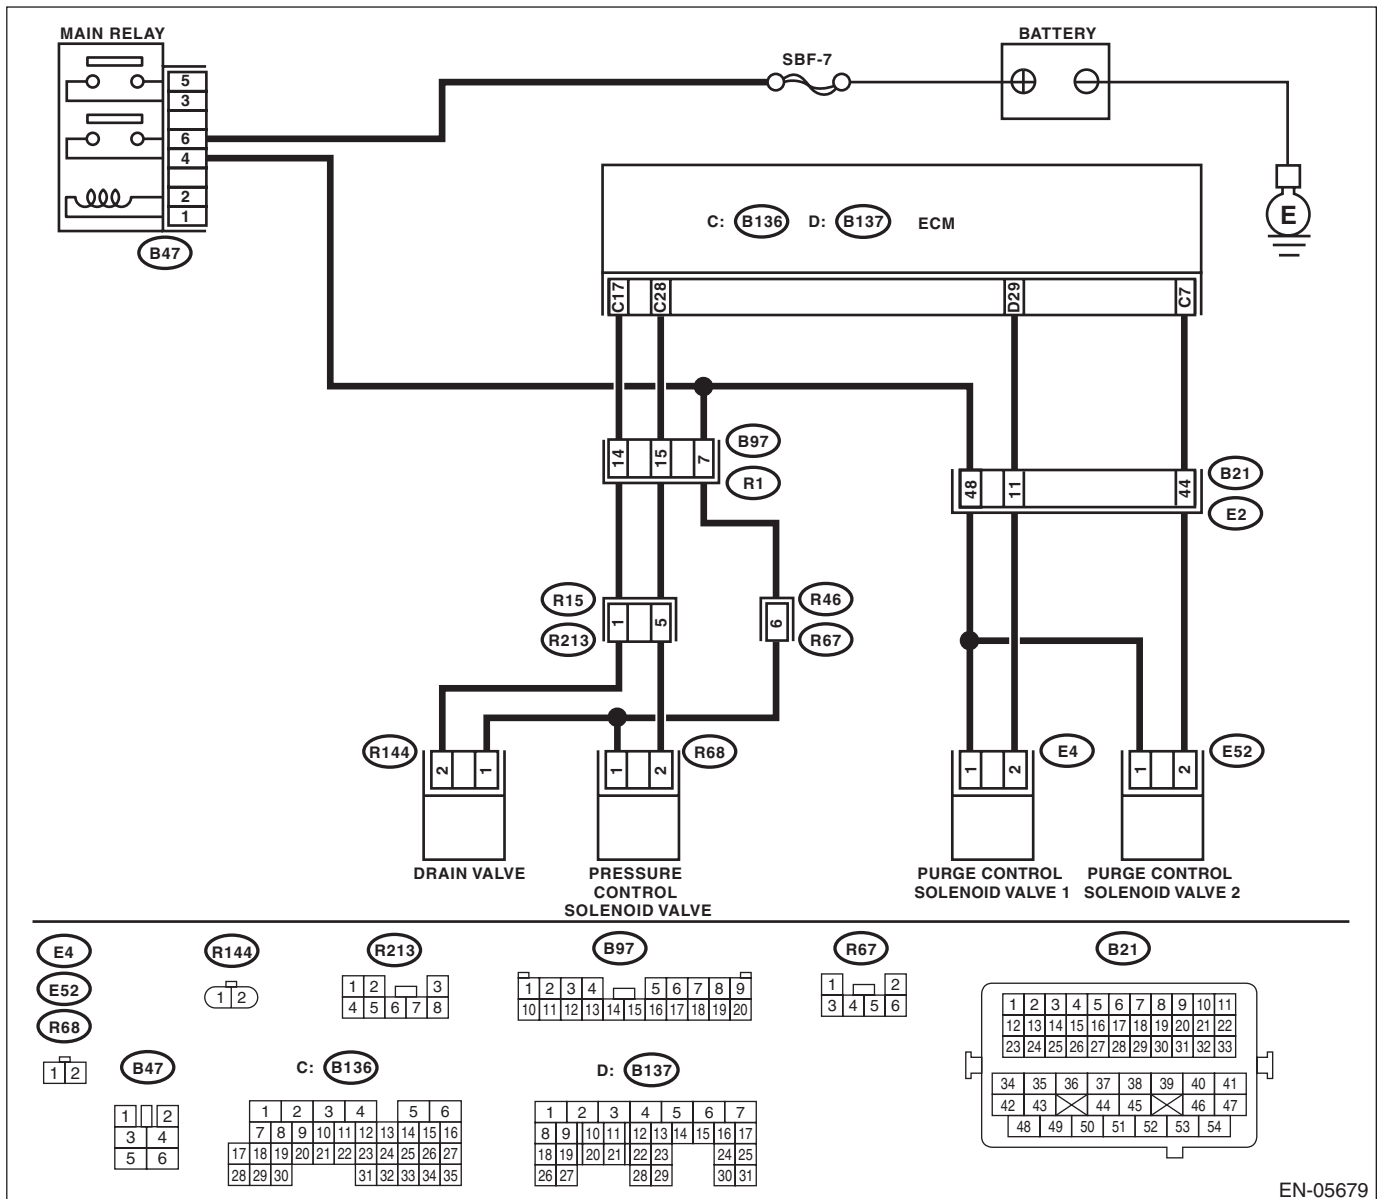 MAIN RELAY
BATTERY
SBF-7
5
3
6
4
2
1
B47
E
C: B136 D: B137 ECM
C17 C28 D29 C7
14 15 7
B97
R1
48 11 44
B21
E2
R15
R213
1 5
6
R46
R67
R144
2 1
1 2
R68
1 2
E4
1 2
E52
DRAIN VALVE
PRESSURE
CONTROL
SOLENOID VALVE
PURGE CONTROL
SOLENOID VALVE 1
PURGE CONTROL
SOLENOID VALVE 2
E4
E52
R68
1 2
R144
1 2
R213
1 2 3
4 5 6 7 8
B97
1 2 3 4 5 6 7 8 9
10 11 12 13 14 15 16 17 18 19 20
R67
1 2
3 4 5 6
B21
1 2 3 4 5 6 7 8 9 10 11
12 13 14 15 16 17 18 19 20 21 22
23 24 25 26 27 28 29 30 31 32 33
34 35 36 37 38 39 40 41
42 43 44 45 46 47
48 49 50 51 52 53 54
B47
1 2
3 4
5 6
C: B136
1 2 3 4 5 6
7 8 9 10 11 12 13 14 15 16
17 18 19 20 21 22 23 24 25 26 27
28 29 30 31 32 33 34 35
D: B137
1 2 3 4 5 6 7
8 9 10 11 12 13 14 15 16 17
18 19 20 21 22 23 24 25
26 27 28 29 30 31
EN-05679